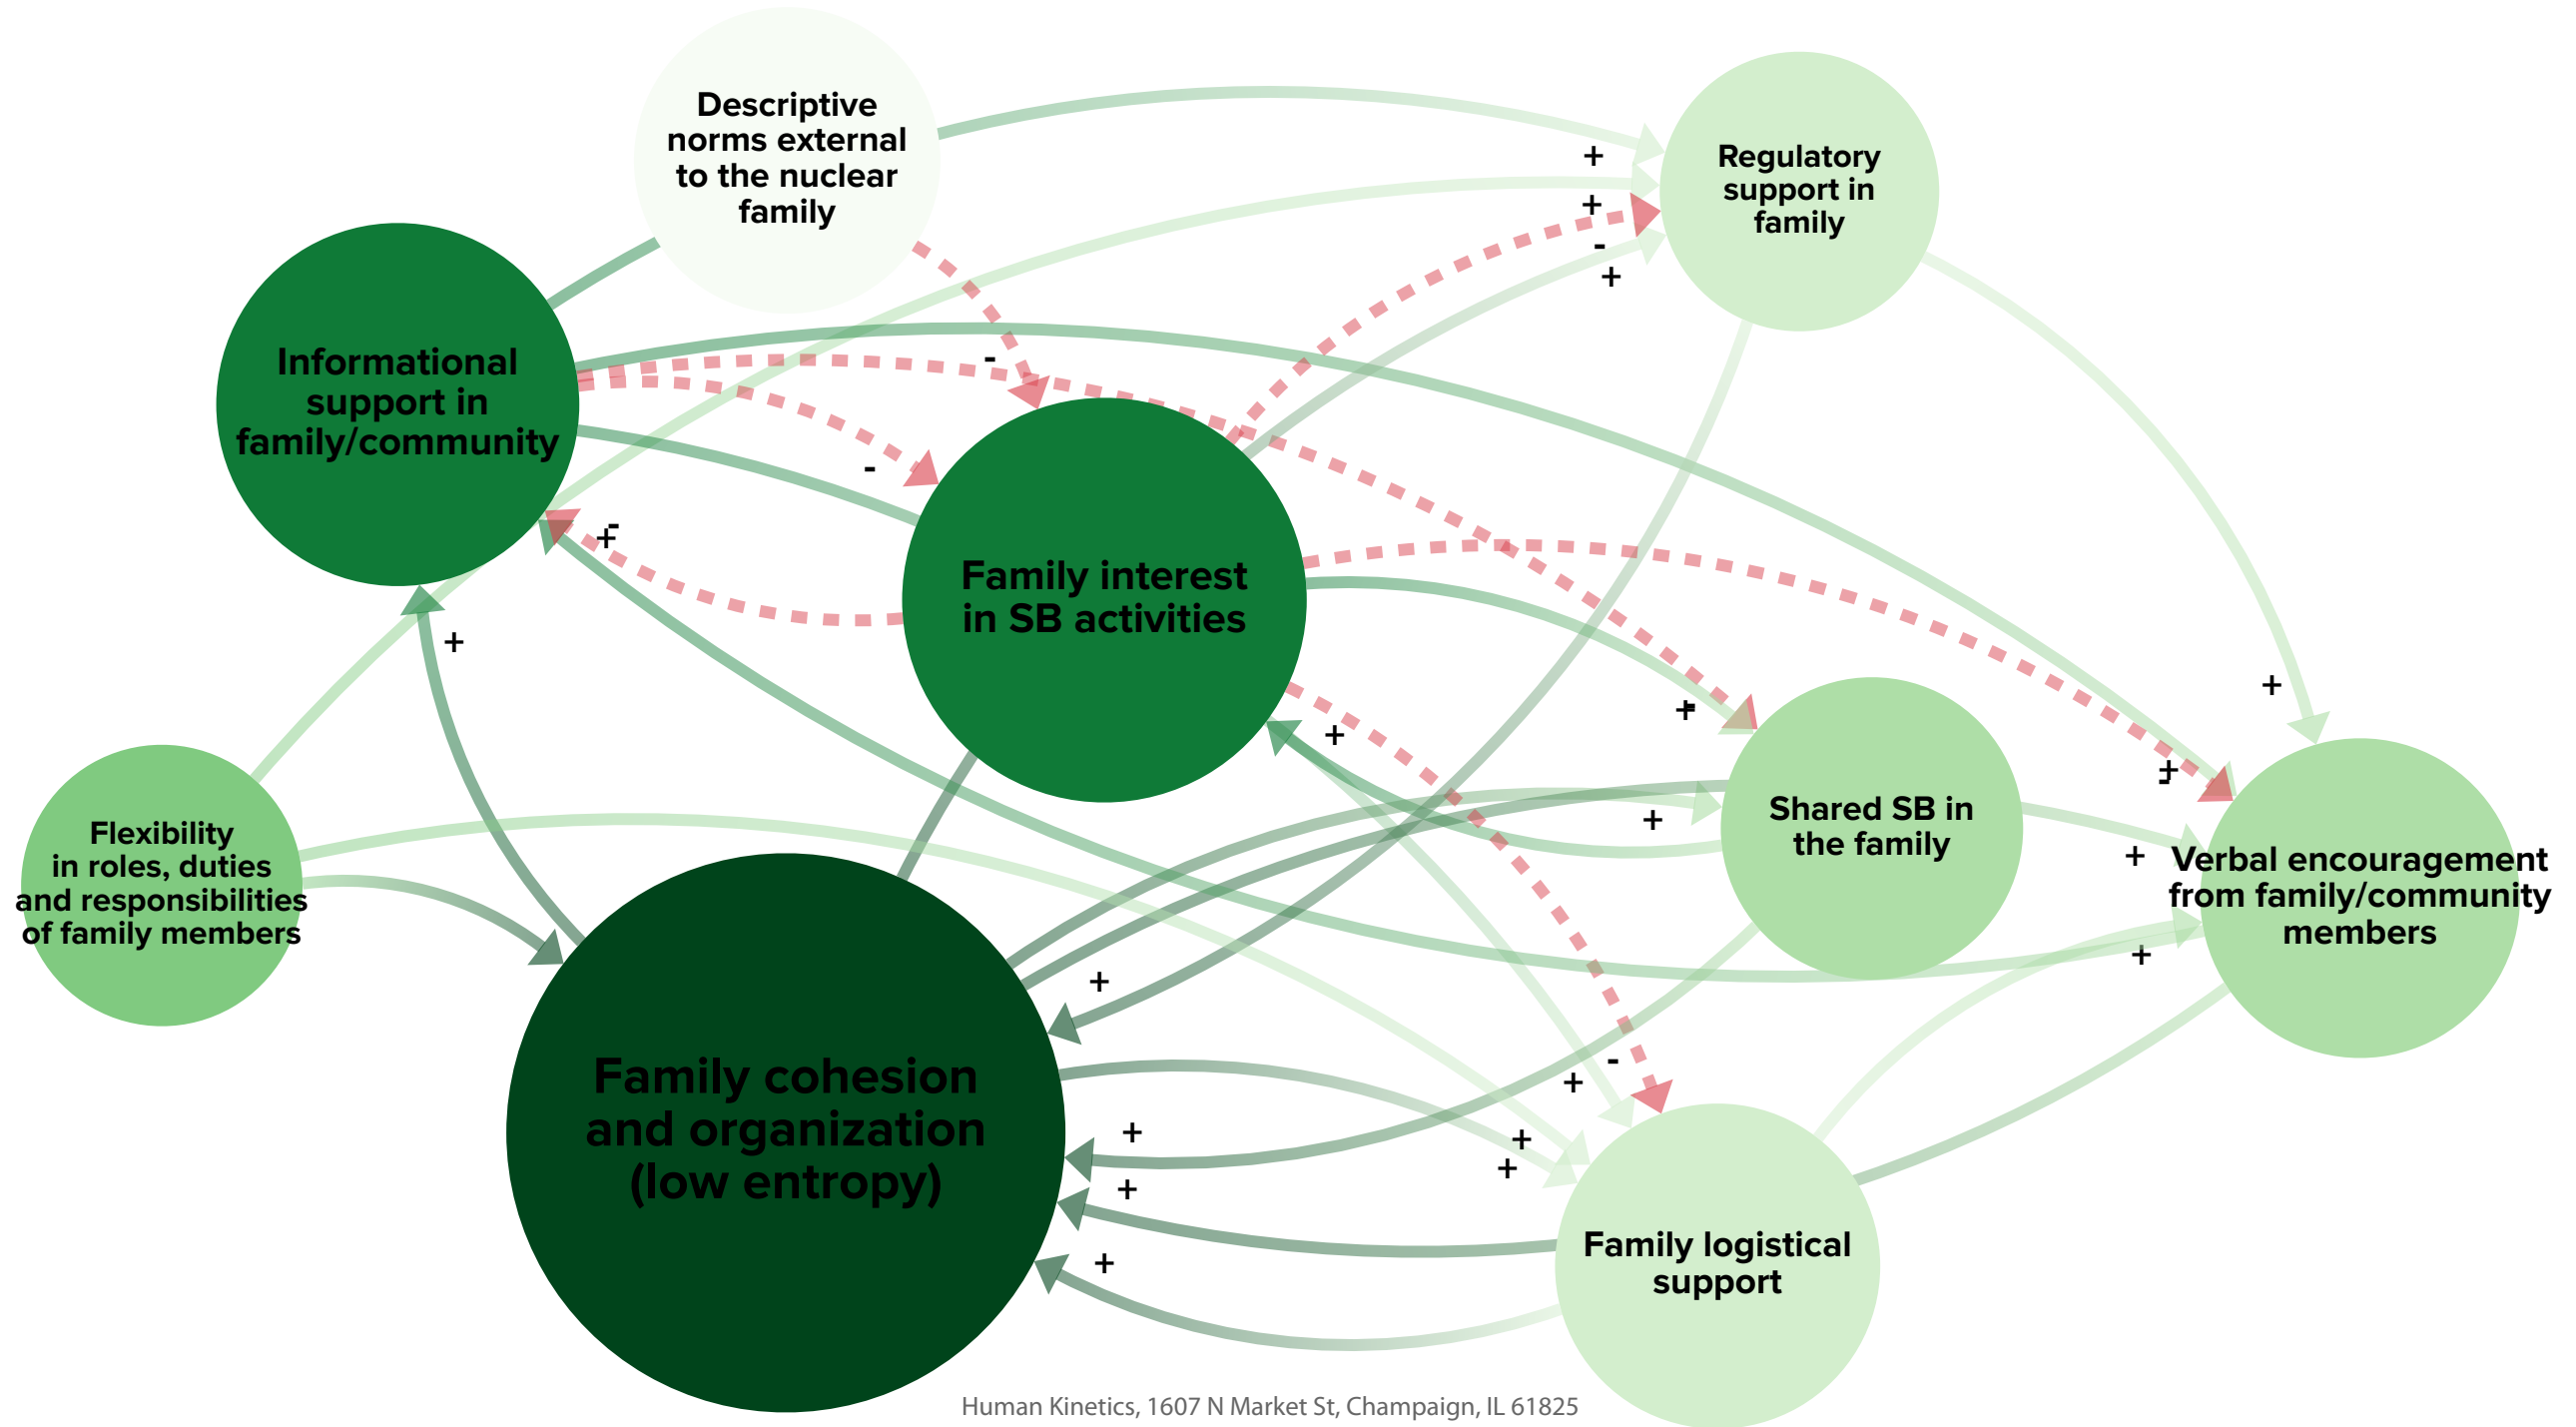 Descriptive
norms external
to the nuclear
family
Regulatory
support in
family
+
+
-
+
Informational
support in
family/community
-
-
-
+
Family interest
in SB activities
+
+
+
-
+
Shared SB in
the family
+
+
-
+
Verbal encouragement
from family/community
members
+
Flexibility
in roles, duties
and responsibilities
of family members
+
Family cohesion
and organization
(low entropy)
-
+
+
+
+
+
+
Family logistical
support
Human Kinetics, 1607 N Market St, Champaign, IL 61825